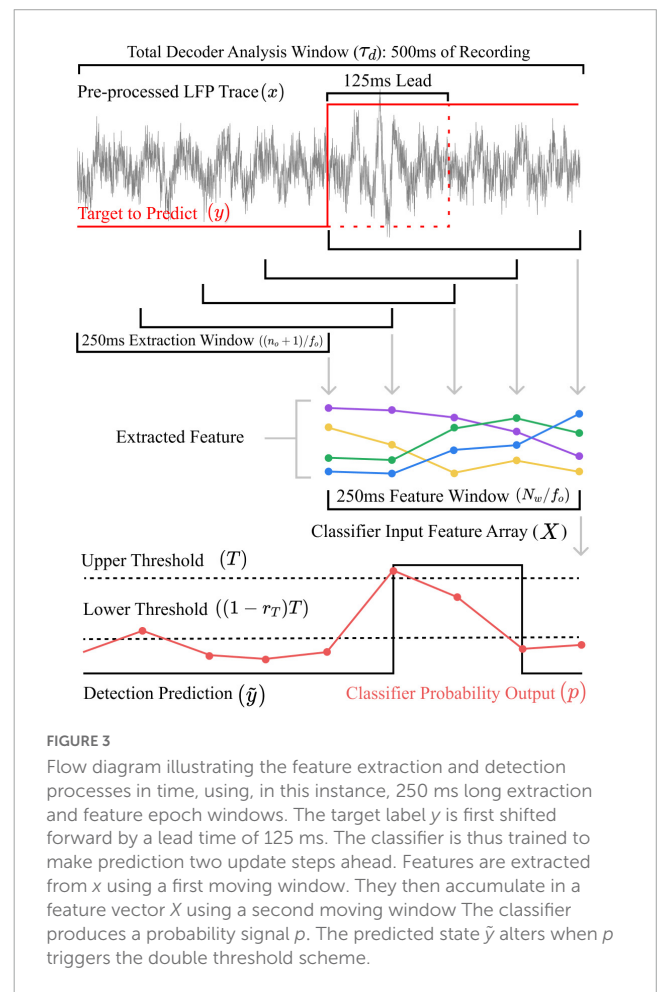 Total Decoder Analysis Window (τd): 500ms of Recording
125ms Lead
Pre-processed LFP Trace (x)
Target to Predict (y)
250ms Extraction Window ((no + 1)/fo)
Extracted Feature
250ms Feature Window (Nw/fo)
Classifier Input Feature Array (X)
Upper Threshold (T)
Lower Threshold ((1 − rT)T)
Detection Prediction (ỹ)
Classifier Probability Output (p)
FIGURE 3
Flow diagram illustrating the feature extraction and detection
processes in time, using, in this instance, 250 ms long extraction
and feature epoch windows. The target label y is first shifted
forward by a lead time of 125 ms. The classifier is thus trained to
make prediction two update steps ahead. Features are extracted
from x using a first moving window. They then accumulate in a
feature vector X using a second moving window The classifier
produces a probability signal p. The predicted state ỹ alters when p
triggers the double threshold scheme.